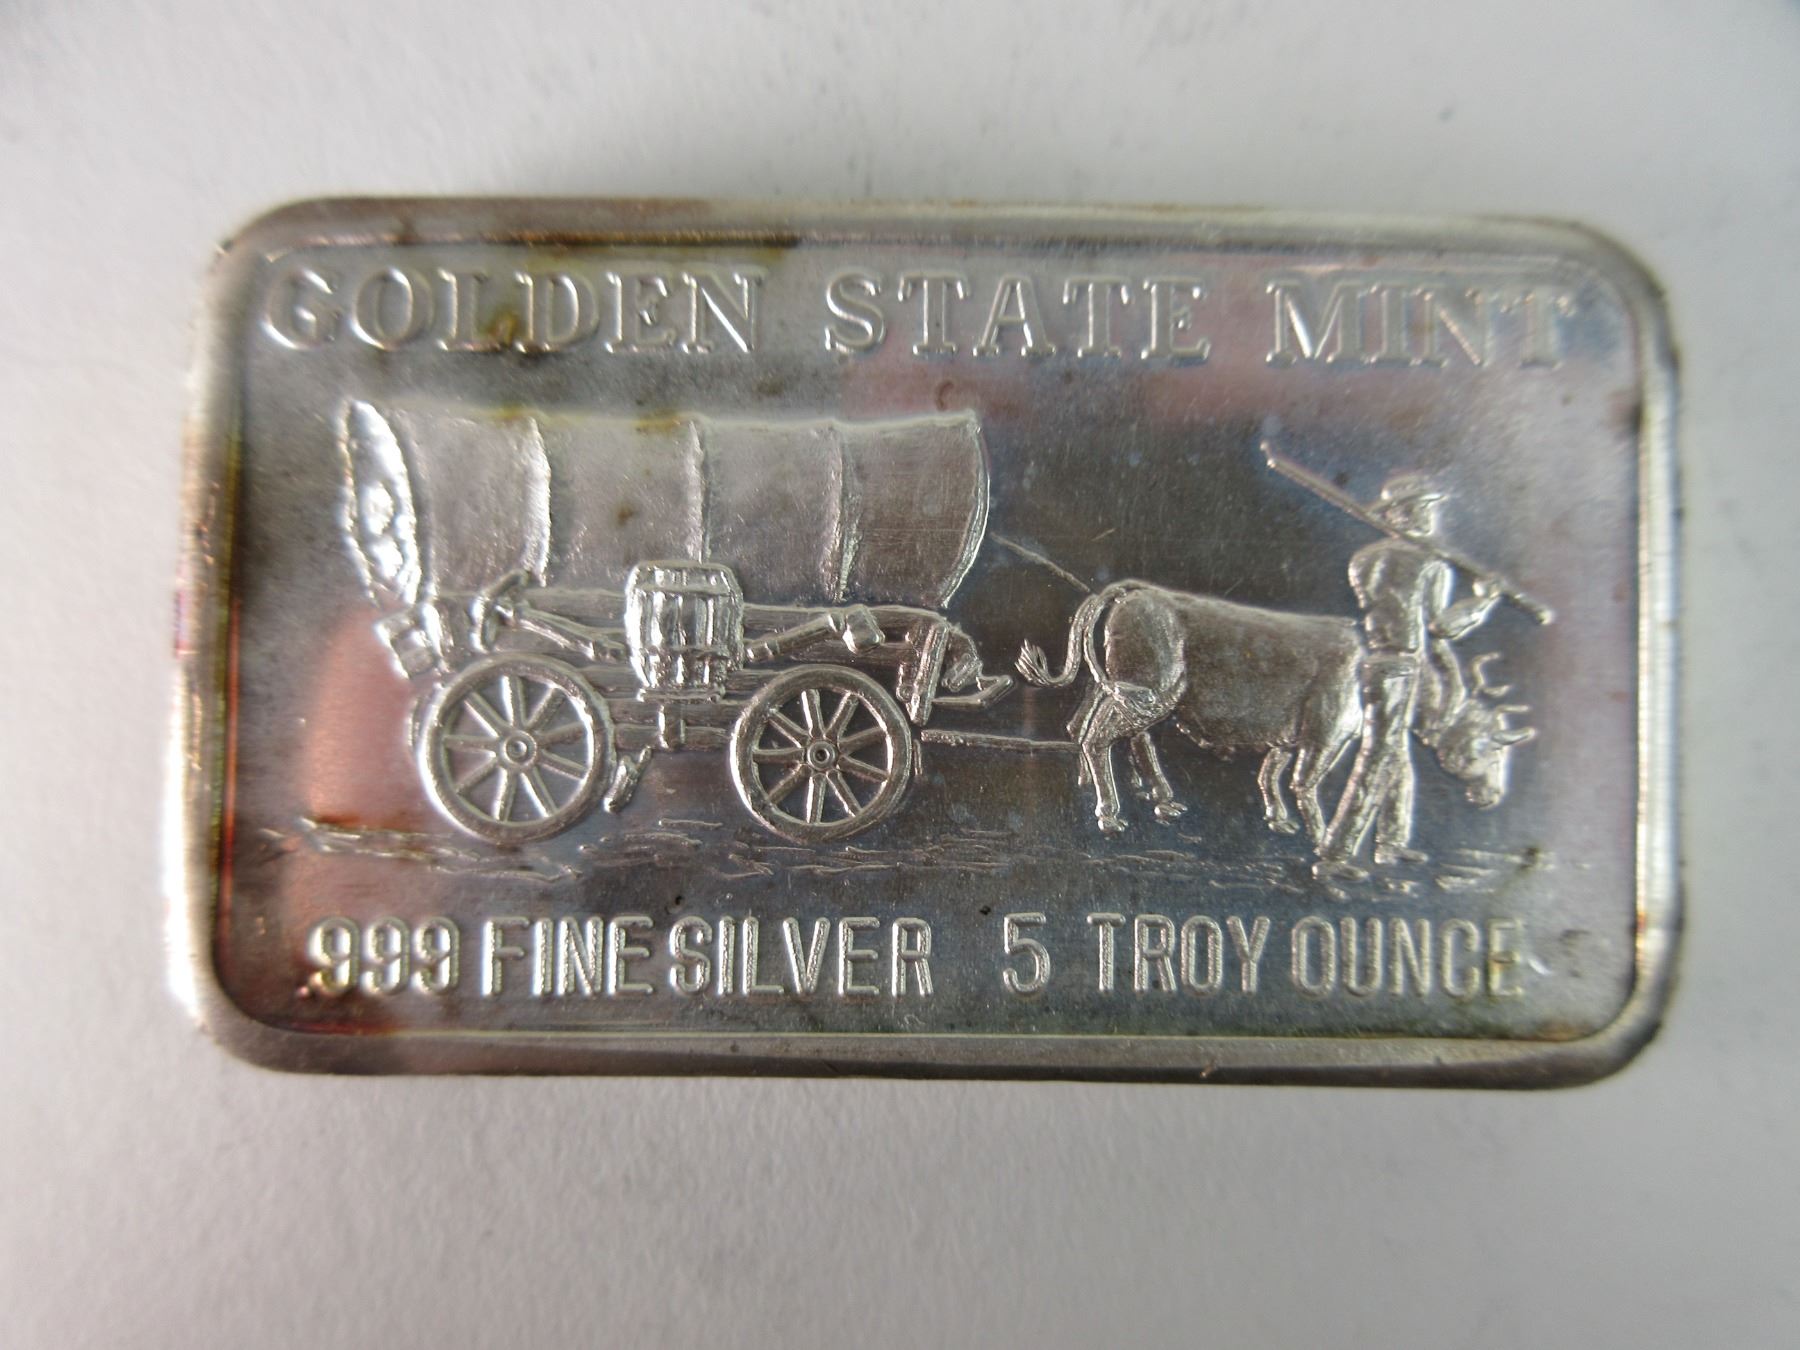 GOLDEN STATE MINT
.999 FINE SILVER 5 TROY OUNCE